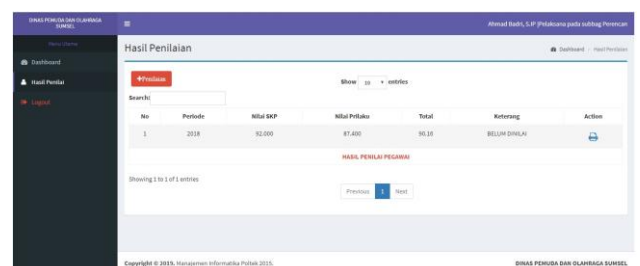 DINAS PEMUDA DAN OLAHRAGA SUMSEL
Ahmad Badri, S.IP (Pelaksana pada subbag Perencan
Menu Utama
Dashboard
Hasil Penilai
Logout
Hasil Penilaian
Dashboard > Hasil Penilaian
+Penilaian
Show 10 entries
Search:
No Periode Nilai SKP Nilai Prilaku Total Keterang Action
1 2018 92.000 87.400 90.16 BELUM DINILAI
HASIL PENILAI PEGAWAI
Showing 1 to 1 of 1 entries
Previous 1 Next
Copyright © 2015. Manajemen Informatika Poltek 2015.
DINAS PEMUDA DAN OLAHRAGA SUMSEL